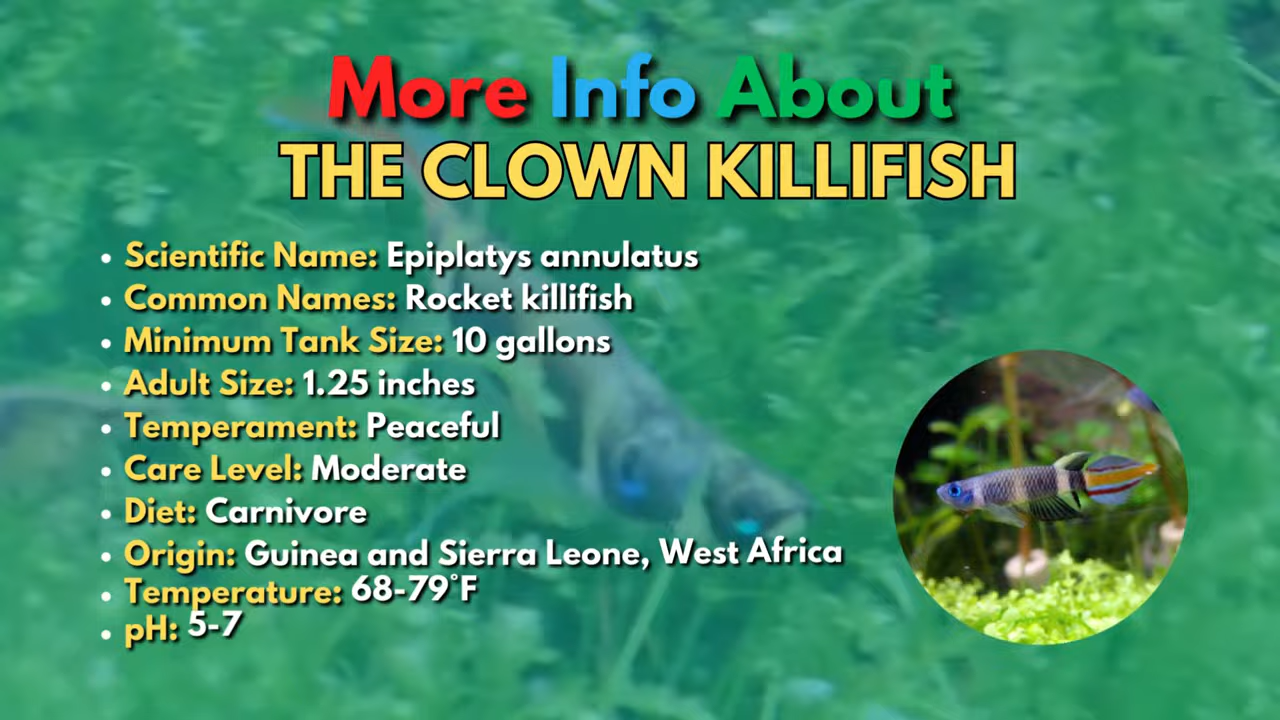 More Info About
THE CLOWN KILLIFISH
• Scientific Name: Epiplatys annulatus
• Common Names: Rocket killifish
• Minimum Tank Size: 10 gallons
• Adult Size: 1.25 inches
• Temperament: Peaceful
• Care Level: Moderate
• Diet: Carnivore
• Origin: Guinea and Sierra Leone, West Africa
• Temperature: 68-79°F
• pH: 5-7